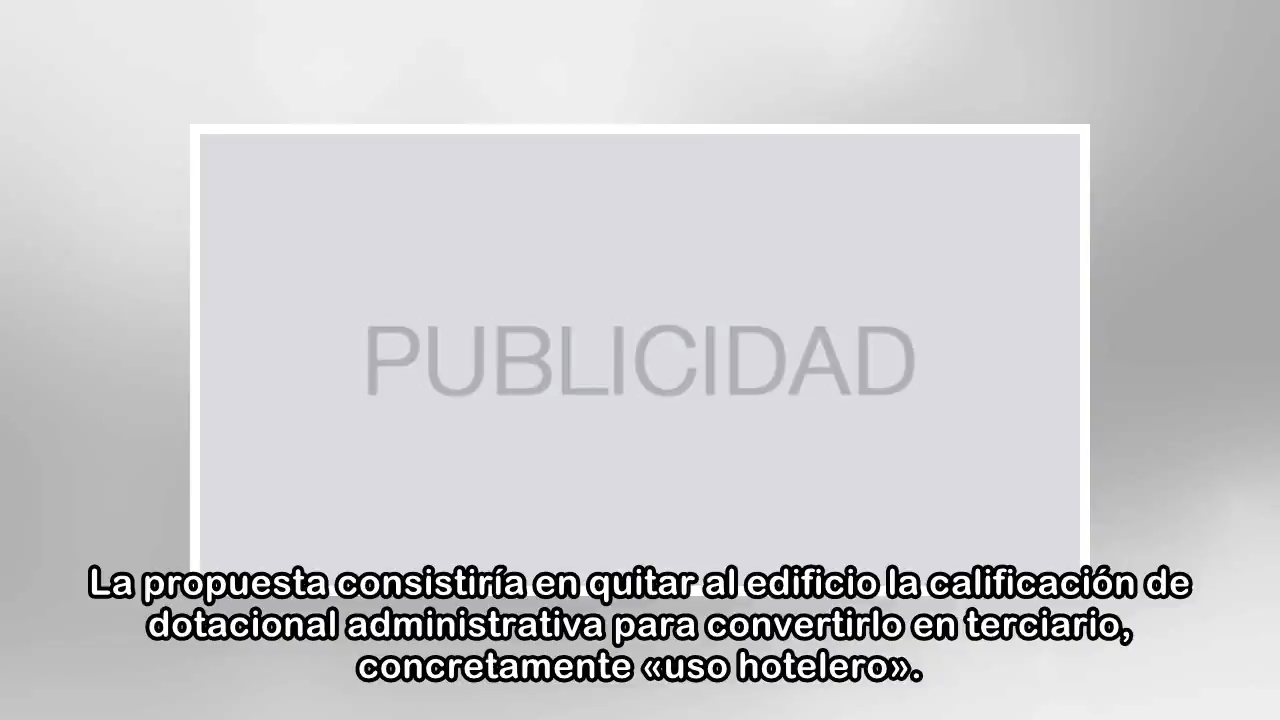 PUBLICIDAD
La propuesta consistiría en quitar al edificio la calificación de
dotacional administrativa para convertirlo en terciario,
concretamente «uso hotelero».